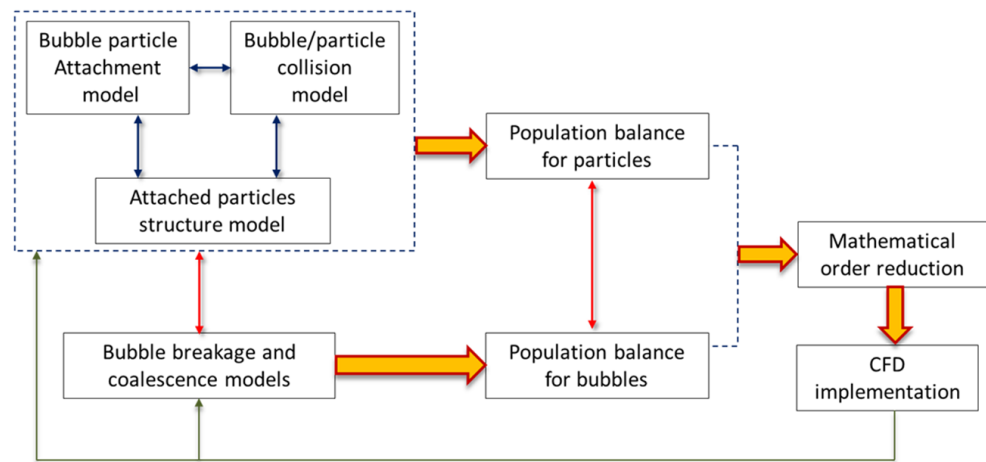 Bubble particle
Attachment
model
Bubble/particle
collision
model
Attached particles
structure model
Population balance
for particles
Mathematical
order reduction
Bubble breakage and
coalescence models
Population balance
for bubbles
CFD
implementation